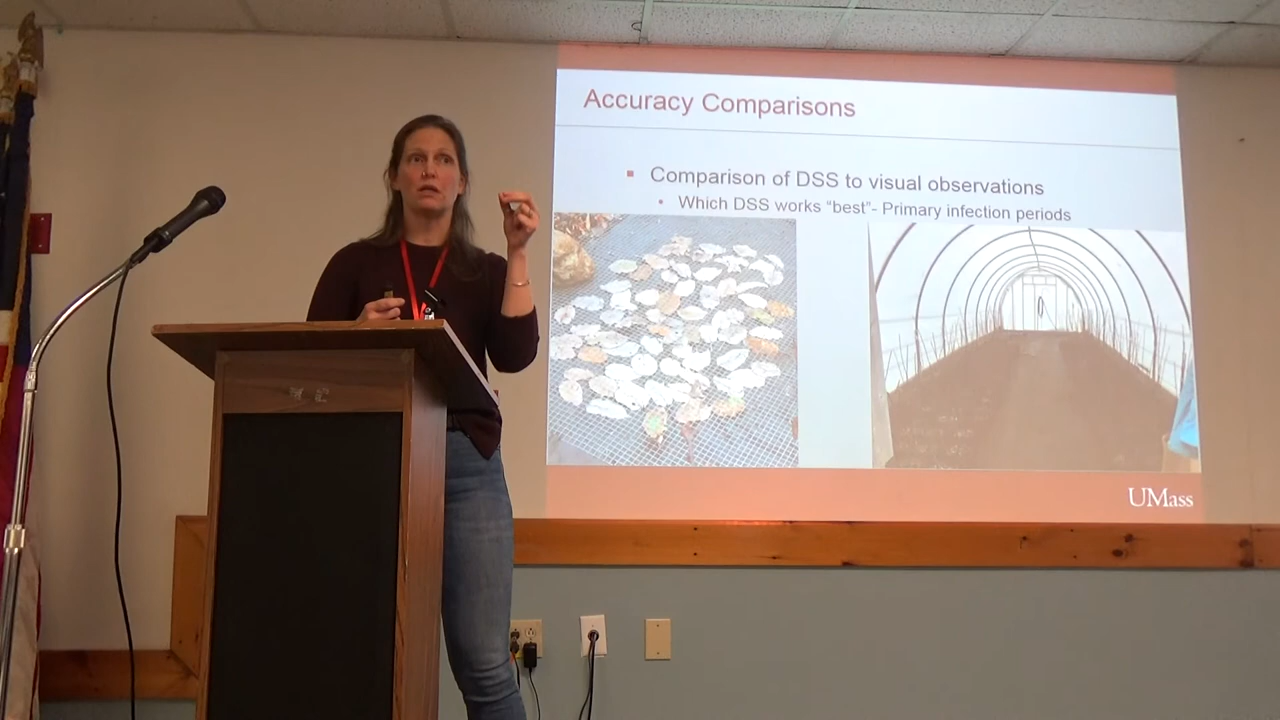 Accuracy Comparisons
▪ Comparison of DSS to visual observations
• Which DSS works “best”- Primary infection periods
UMass